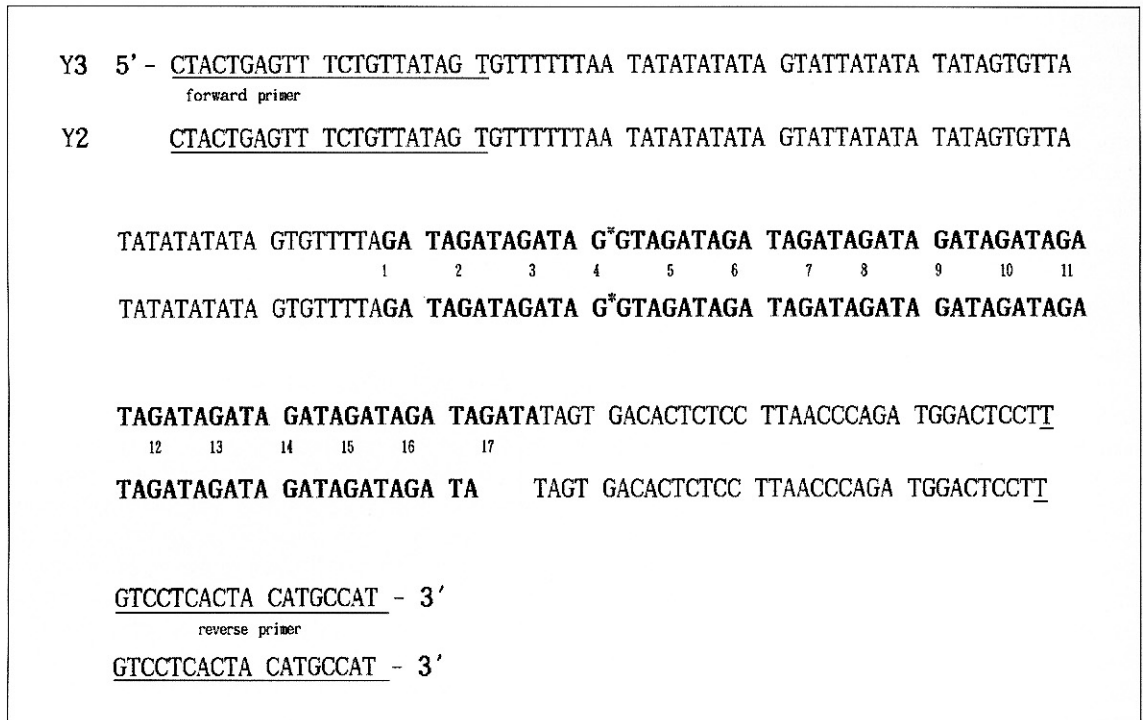 Y3 5'- CTACTGAGTT TCTGTTATAG TGTTTTTTAA TATATATATA GTATTATATA TATAGTGTTA
forward primer
Y2 CTACTGAGTT TCTGTTATAG TGTTTTTTAA TATATATATA GTATTATATA TATAGTGTTA
TATATATATA GTGTTTTAGA TAGATAGATA G*GTAGATAGA TAGATAGATA GATAGATAGA
1 2 3 4 5 6 7 8 9 10 11
TATATATATA GTGTTTTAGA TAGATAGATA G*GTAGATAGA TAGATAGATA GATAGATAGA
TAGATAGATA GATAGATAGA TAGATATAGT GACACTCTCC TTAACCCAGA TGGACTCCTT
12 13 14 15 16 17
TAGATAGATA GATAGATAGA TA TAGT GACACTCTCC TTAACCCAGA TGGACTCCTT
GTCCTCACTA CATGCCAT - 3'
reverse primer
GTCCTCACTA CATGCCAT - 3'